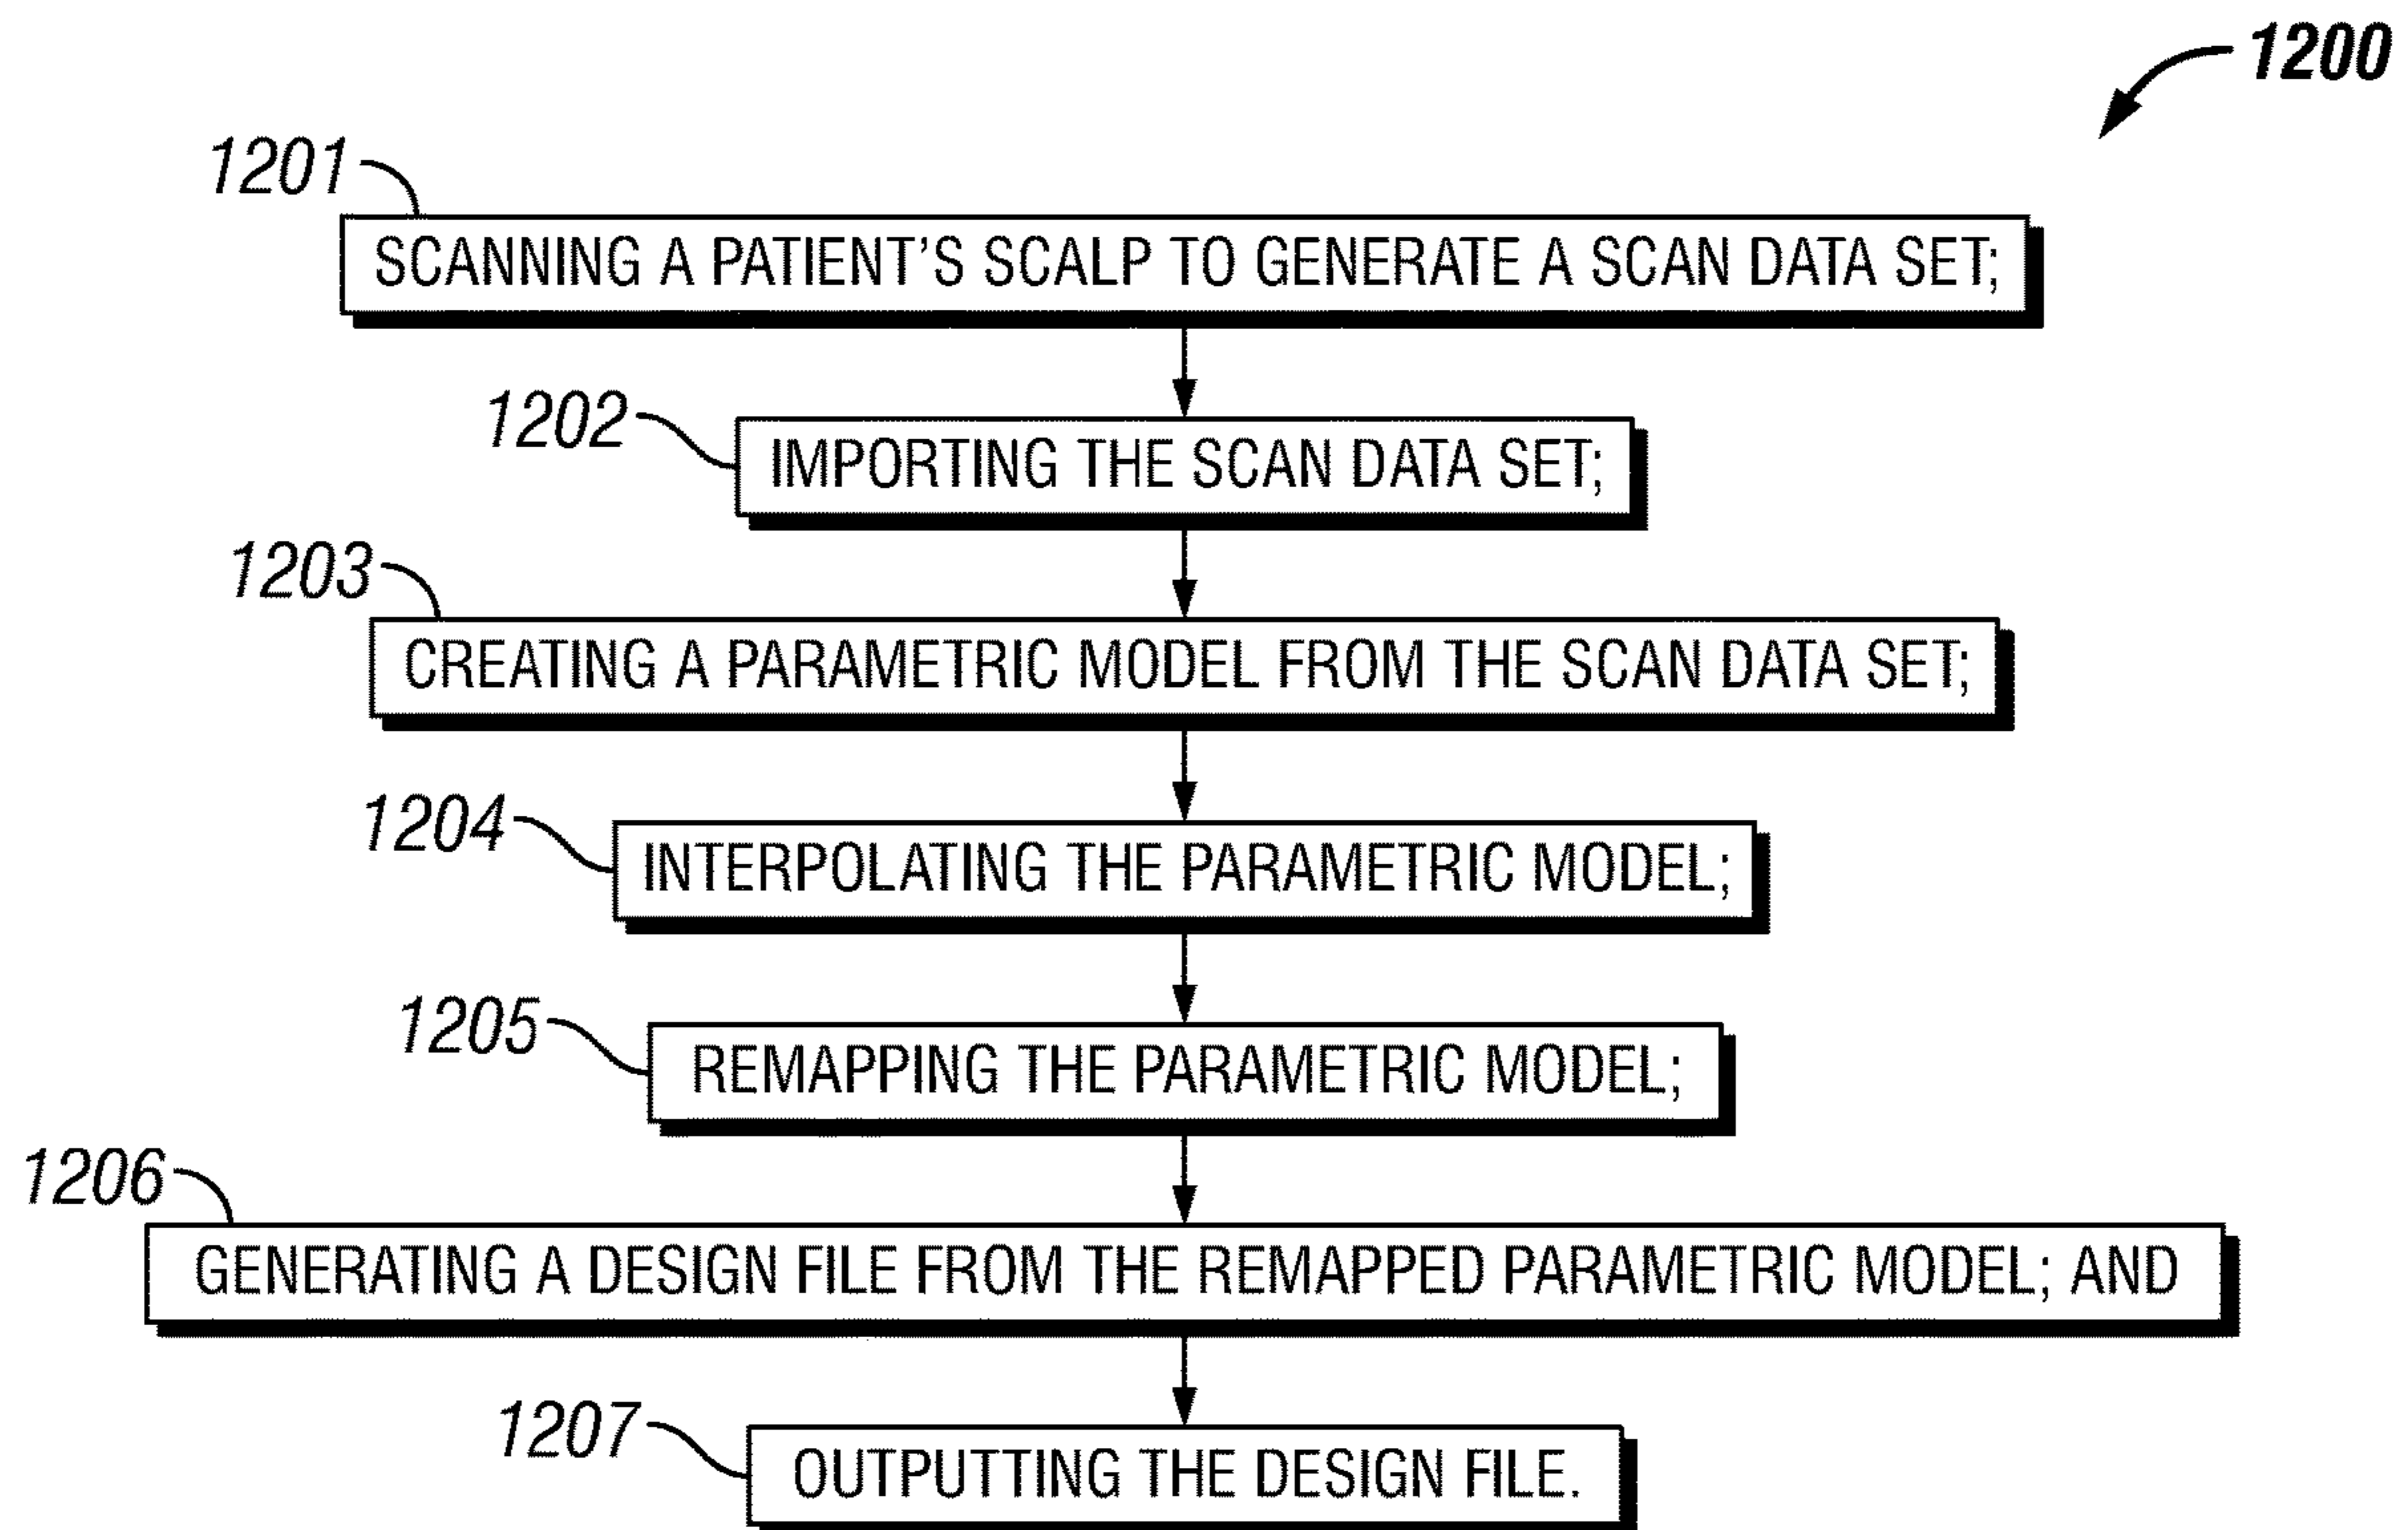 1200
1201
SCANNING A PATIENT'S SCALP TO GENERATE A SCAN DATA SET;
1202
IMPORTING THE SCAN DATA SET;
1203
CREATING A PARAMETRIC MODEL FROM THE SCAN DATA SET;
1204
INTERPOLATING THE PARAMETRIC MODEL;
1205
REMAPPING THE PARAMETRIC MODEL;
1206
GENERATING A DESIGN FILE FROM THE REMAPPED PARAMETRIC MODEL; AND
1207
OUTPUTTING THE DESIGN FILE.